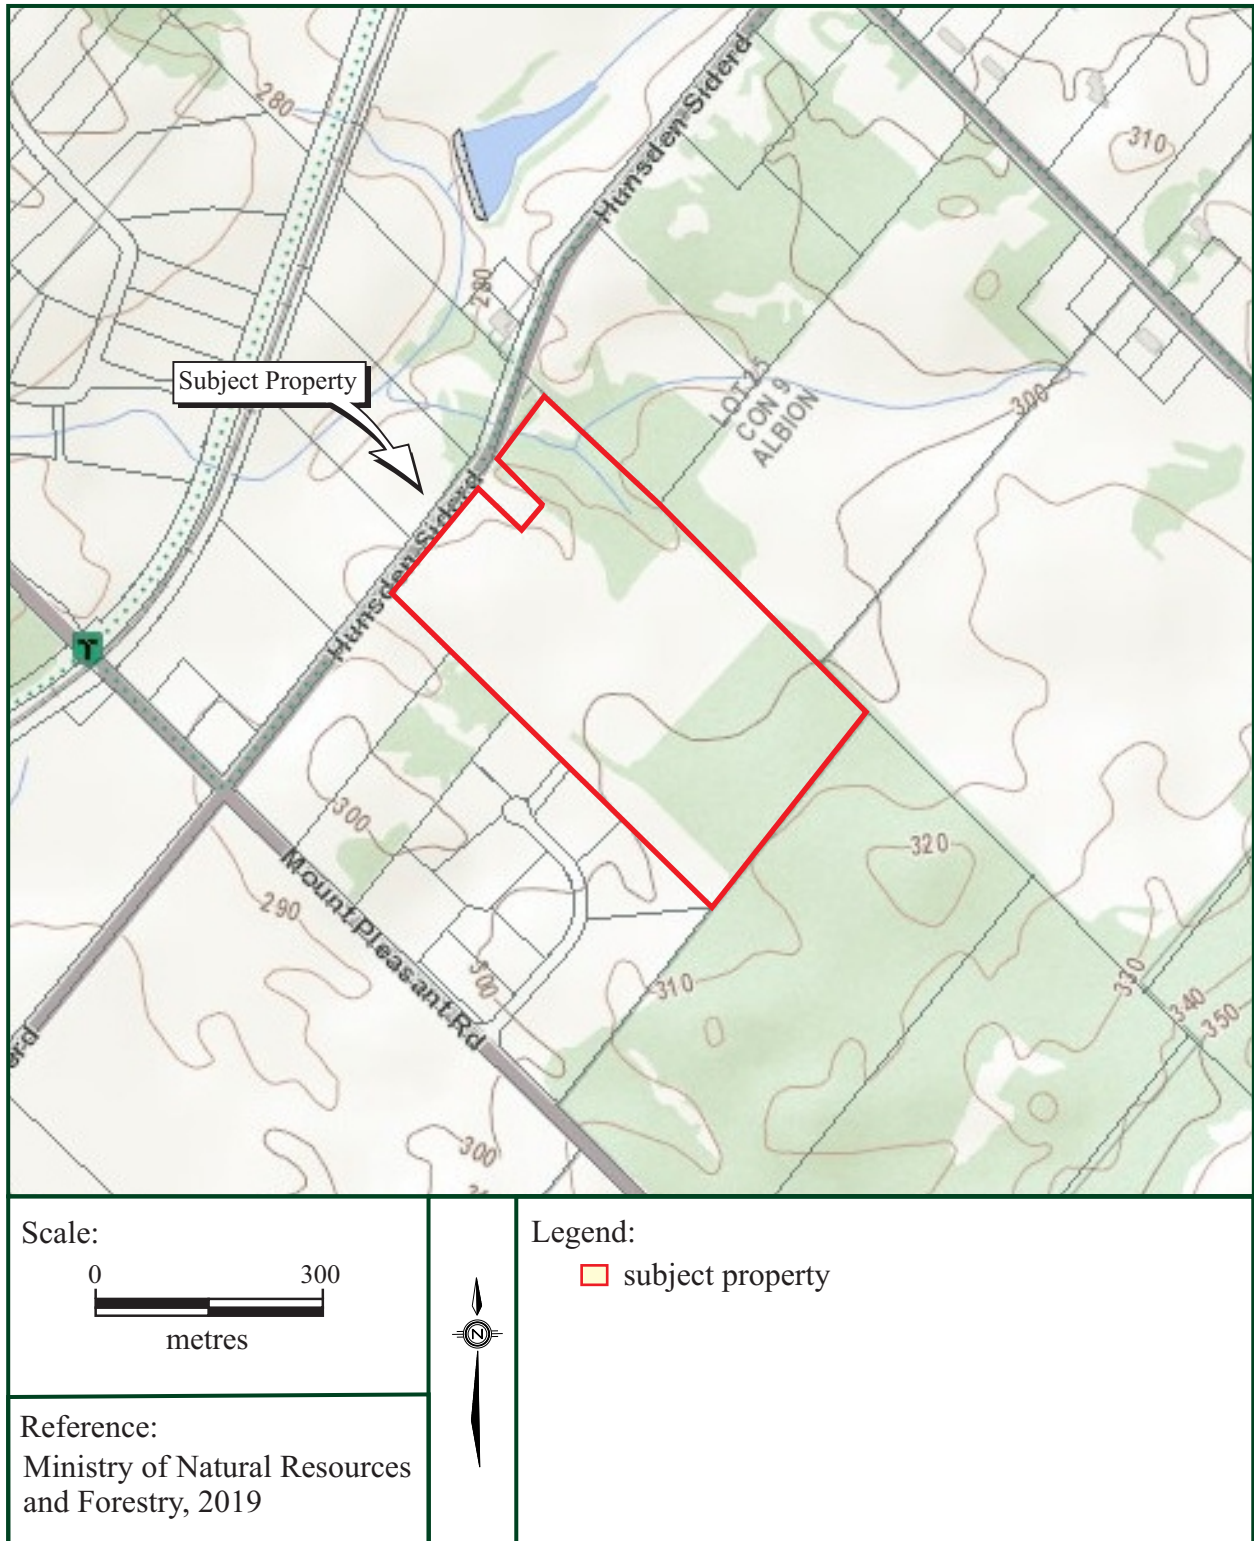 280
Hunsden Siderd
310
280
Subject Property
LOT 25
CON 9
ALBION
300
Hunsden Siderd
T
300
320
290
Mount Pleasant Rd
300
310
330
340
350
erd
300
Scale:
0 300
metres
N
Legend:
subject property
Reference:
Ministry of Natural Resources
and Forestry, 2019